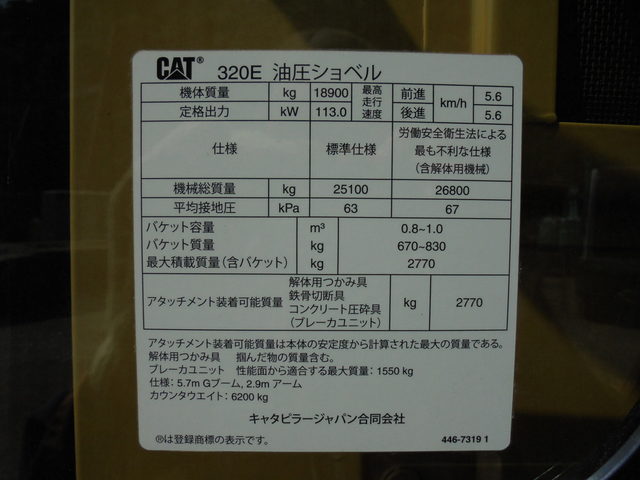 CAT® 320E 油圧ショベル
機体質量 kg 18900 最高走行速度 前進 km/h 5.6
定格出力 kW 113.0 後進 5.6
仕様 標準仕様 労働安全衛生法による最も不利な仕様(含解体用機械)
機械総質量 kg 25100 26800
平均接地圧 kPa 63 67
バケット容量 m³ 0.8~1.0
バケット質量 kg 670~830
最大積載質量(含バケット) kg 2770
アタッチメント装着可能質量 解体用つかみ具 鉄骨切断具 コンクリート圧砕具 (ブレーカユニット) kg 2770
アタッチメント装着可能質量は本体の安定度から計算された最大の質量である。
解体用つかみ具 掴んだ物の質量含む。
ブレーカユニット 性能面から適合する最大質量: 1550 kg
仕様: 5.7m Gブーム, 2.9m アーム
カウンタウエイト: 6200 kg
キャタピラージャパン合同会社
®は登録商標の表示です。 446-7319 1